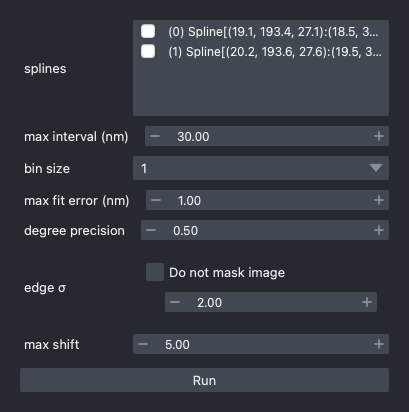 splines
(0) Spline[(19.1, 193.4, 27.1):(18.5, 3...
(1) Spline[(20.2, 193.6, 27.6):(19.5, 3...
max interval (nm)
30.00
bin size
1
max fit error (nm)
1.00
degree precision
0.50
edge σ
Do not mask image
2.00
max shift
5.00
Run